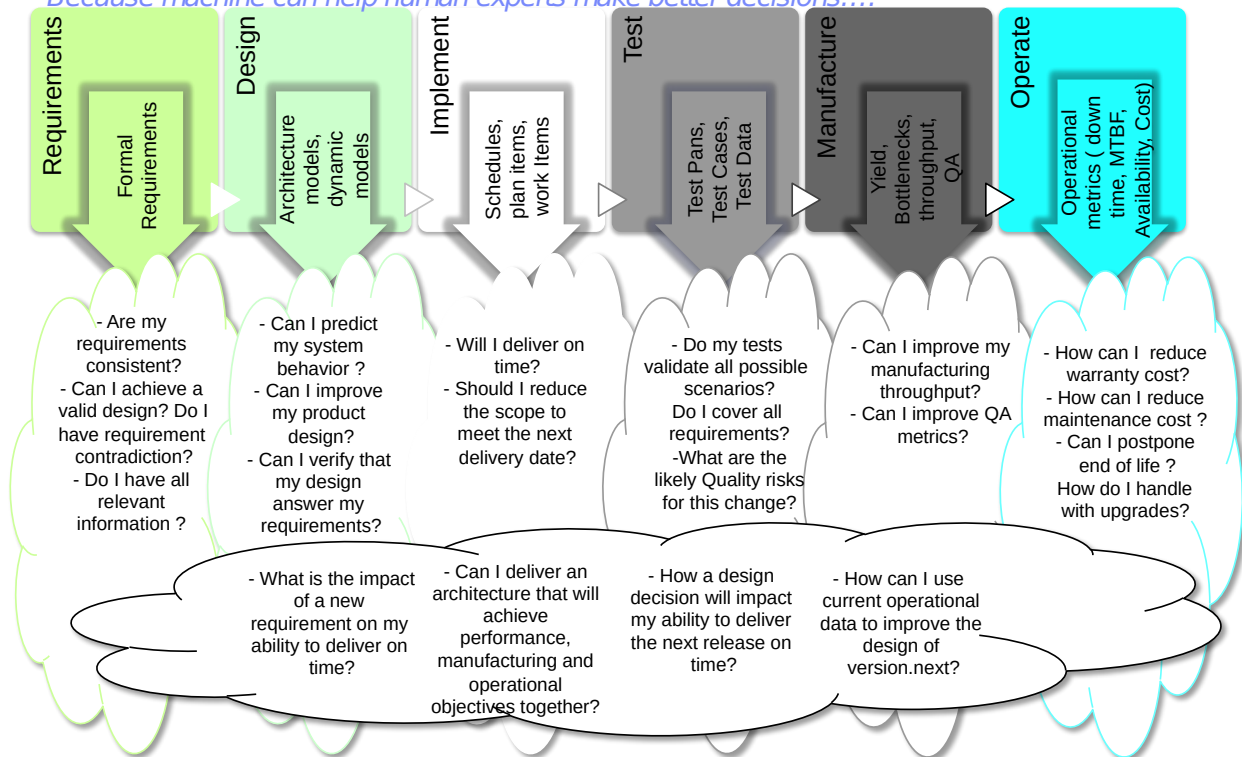 Because machine can help human experts make better decisions….
Requirements
Formal
Requirements
Design
Architecture
models,
dynamic
models
Implement
Schedules,
plan items,
work Items
Test
Test Pans,
Test Cases,
Test Data
Manufacture
Yield,
Bottlenecks,
throughput,
QA
Operate
Operational
metrics ( down
time, MTBF,
Availability, Cost)
- Are my
requirements
consistent?
- Can I achieve a
valid design? Do I
have requirement
contradiction?
- Do I have all
relevant
information ?
- Can I predict
my system
behavior ?
- Can I improve
my product
design?
- Can I verify that
my design
answer my
requirements?
- Will I deliver on
time?
- Should I reduce
the scope to
meet the next
delivery date?
- Do my tests
validate all possible
scenarios?
Do I cover all
requirements?
-What are the
likely Quality risks
for this change?
- Can I improve my
manufacturing
throughput?
- Can I improve QA
metrics?
- How can I  reduce
warranty cost?
- How can I reduce
maintenance cost ?
- Can I postpone
end of life ?
How do I handle
with upgrades?
- What is the impact
of a new
requirement on my
ability to deliver on
time?
- Can I deliver an
architecture that will
achieve
performance,
manufacturing and
operational
objectives together?
- How a design
decision will impact
my ability to deliver
the next release on
time?
- How can I use
current operational
data to improve the
design of
version.next?